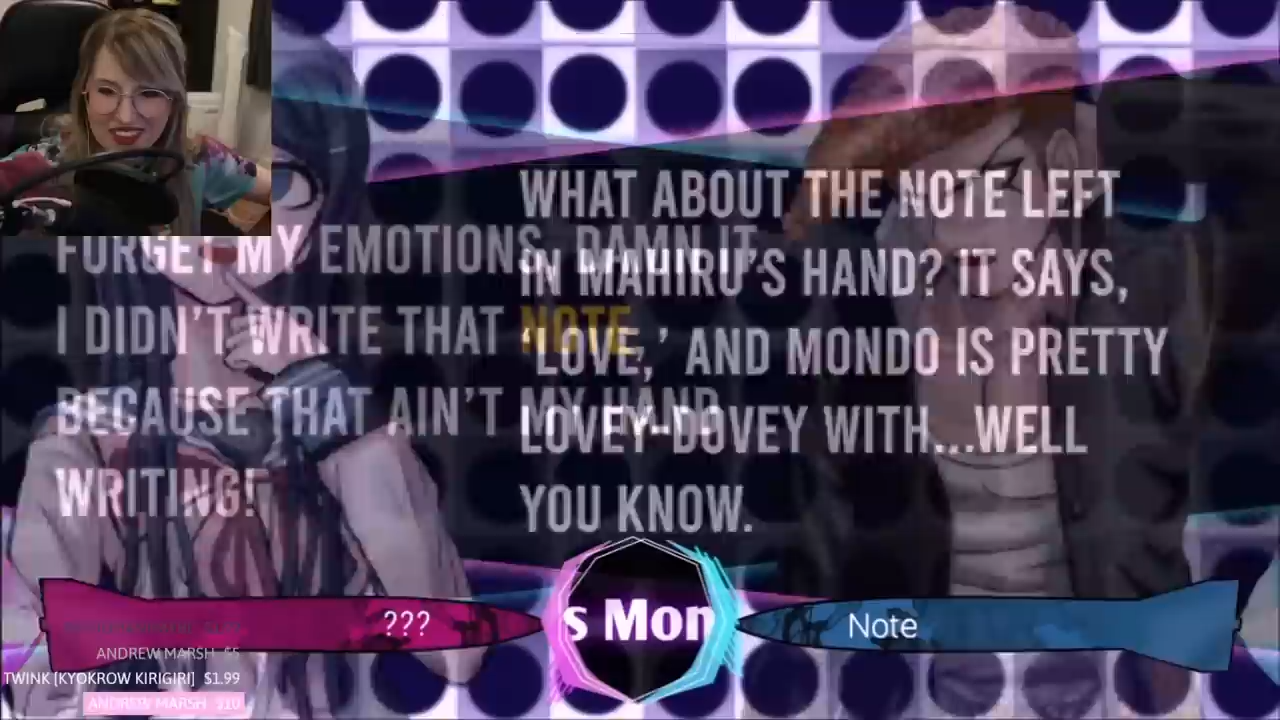 FORGET MY EMOTIONS, DAMN IT.
I DIDN'T WRITE THAT NOTE
BECAUSE THAT AIN'T MY HAND
WRITING!
WHAT ABOUT THE NOTE LEFT
IN MAHIRU'S HAND? IT SAYS,
'LOVE,' AND MONDO IS PRETTY
LOVEY-DOVEY WITH...WELL
YOU KNOW.
???
s Mon
Note
ANDREW MARSH $5
TWINK [KYOKROW KIRIGIRI] $1.99
ANDREW MARSH $10